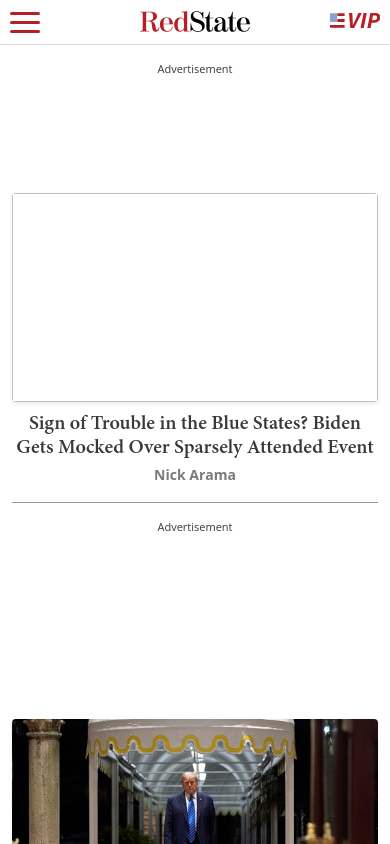 RedState
VIP
Advertisement
Sign of Trouble in the Blue States? Biden
Gets Mocked Over Sparsely Attended Event
Nick Arama
Advertisement